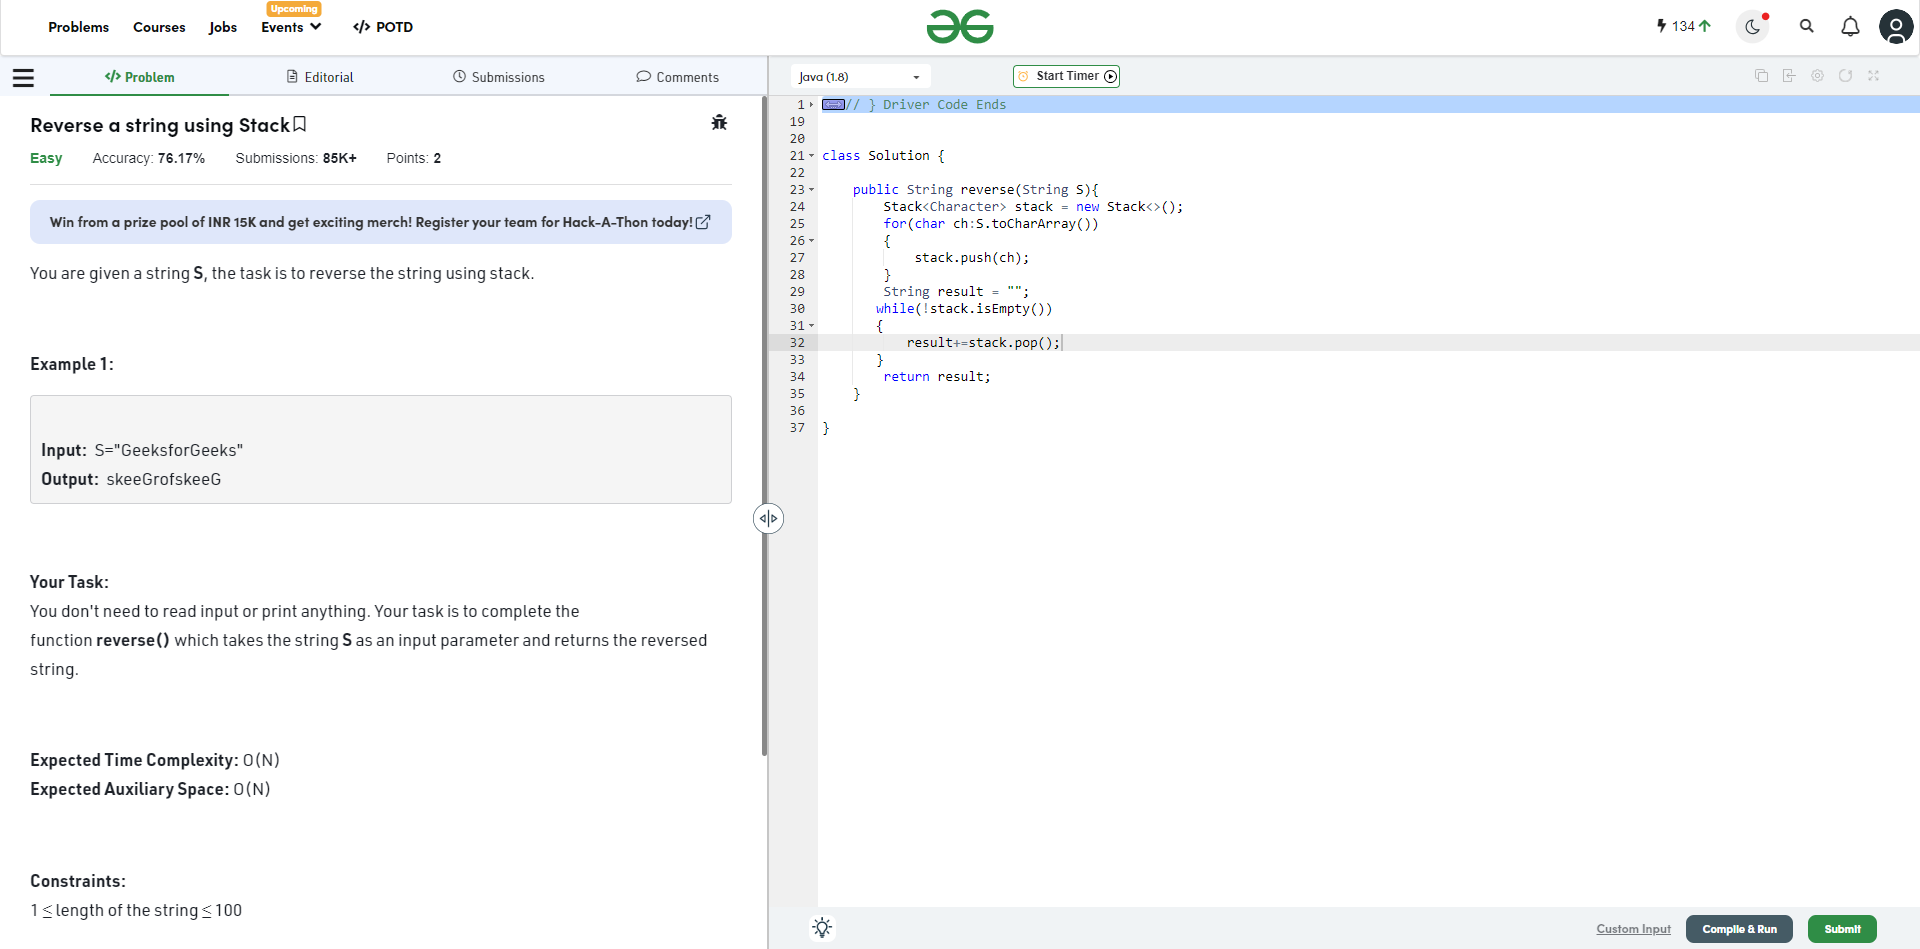 Problems Courses Jobs Upcoming Events </> POTD
134
</> Problem Editorial Submissions Comments
Reverse a string using Stack
Easy Accuracy: 76.17% Submissions: 85K+ Points: 2
Win from a prize pool of INR 15K and get exciting merch! Register your team for Hack-A-Thon today!
You are given a string S, the task is to reverse the string using stack.
Example 1:
Input: S="GeeksforGeeks"
Output: skeeGrofskeeG
Your Task:
You don't need to read input or print anything. Your task is to complete the
function reverse() which takes the string S as an input parameter and returns the reversed
string.
Expected Time Complexity: O(N)
Expected Auxiliary Space: O(N)
Constraints:
1 ≤ length of the string ≤ 100
Java (1.8) Start Timer
1 // } Driver Code Ends
19
20
21 class Solution {
22
23 public String reverse(String S){
24 Stack<Character> stack = new Stack<>();
25 for(char ch:S.toCharArray())
26 {
27 stack.push(ch);
28 }
29 String result = "";
30 while(!stack.isEmpty())
31 {
32 result+=stack.pop();
33 }
34 return result;
35 }
36
37 }
Custom Input Compile & Run Submit